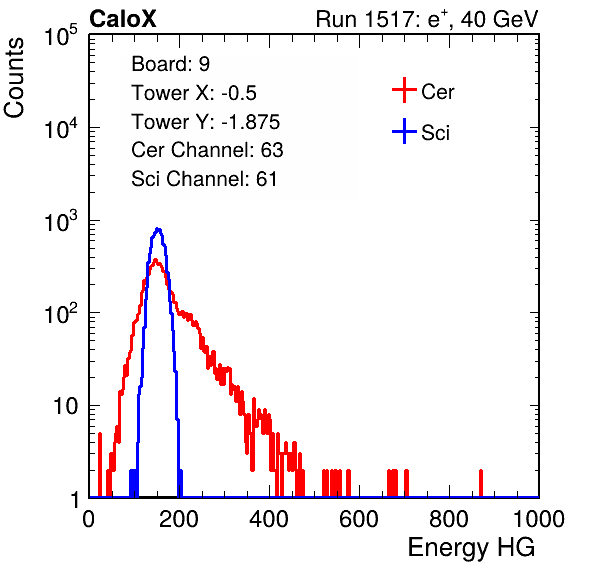 CaloX Run 1517: e⁺, 40 GeV
Counts
10⁵
10⁴
10³
10²
10
1
Board: 9
Tower X: -0.5
Tower Y: -1.875
Cer Channel: 63
Sci Channel: 61
Cer
Sci
0 200 400 600 800 1000
Energy HG